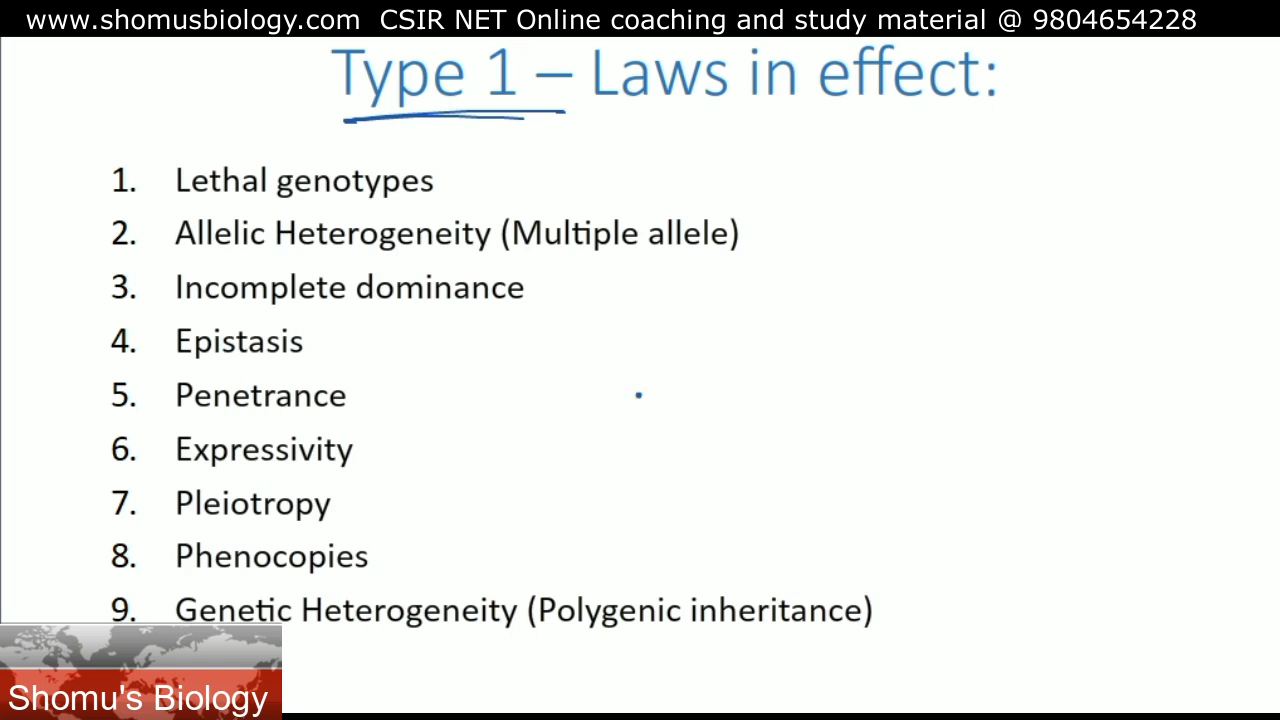 www.shomusbiology.com CSIR NET Online coaching and study material @ 9804654228
Type 1 – Laws in effect:
1. Lethal genotypes
2. Allelic Heterogeneity (Multiple allele)
3. Incomplete dominance
4. Epistasis
5. Penetrance
6. Expressivity
7. Pleiotropy
8. Phenocopies
9. Genetic Heterogeneity (Polygenic inheritance)
Shomu's Biology